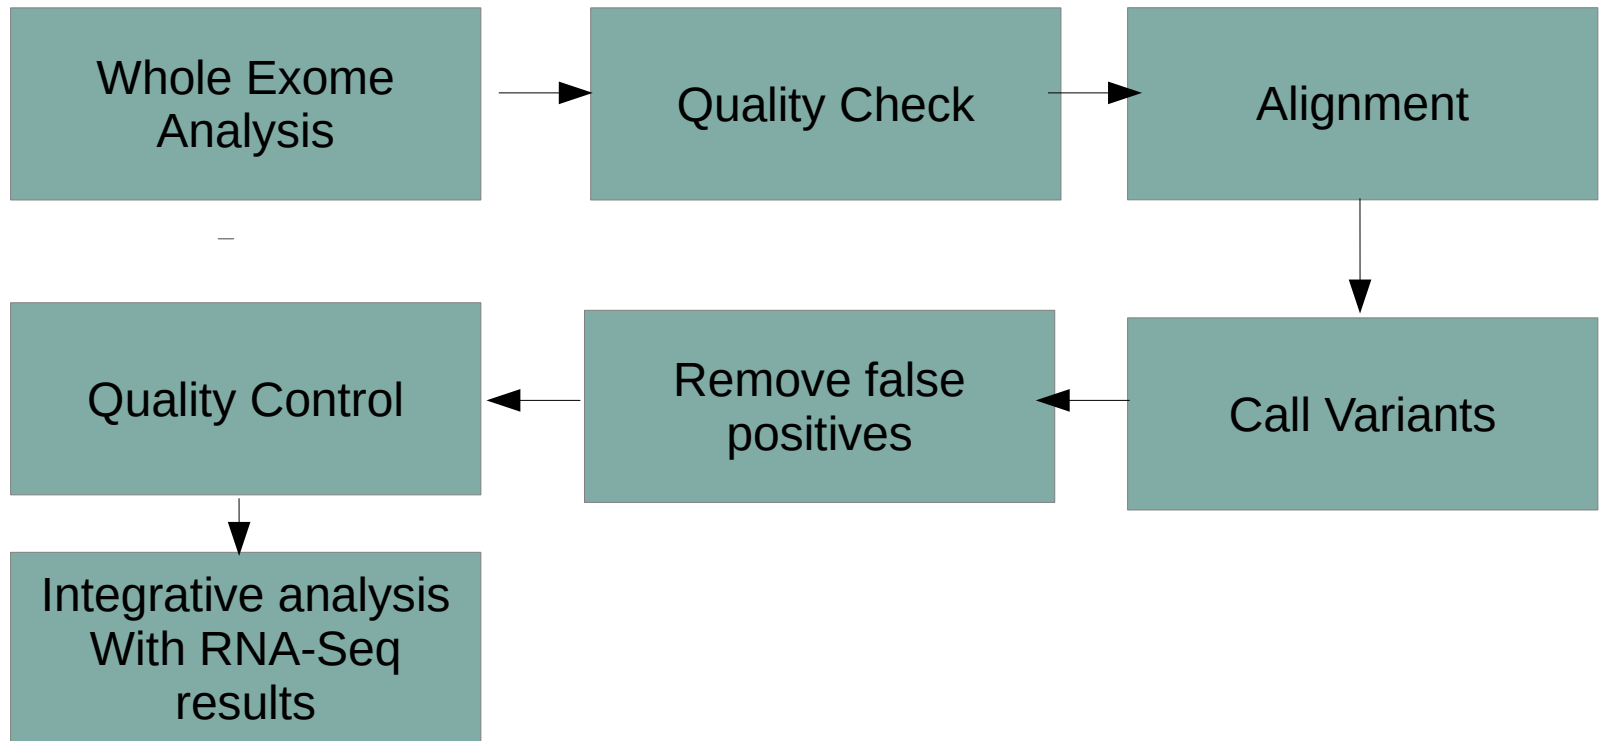 Whole Exome
Analysis
Quality Check
Alignment
Call Variants
Remove false
positives
Quality Control
Integrative analysis
With RNA-Seq
results